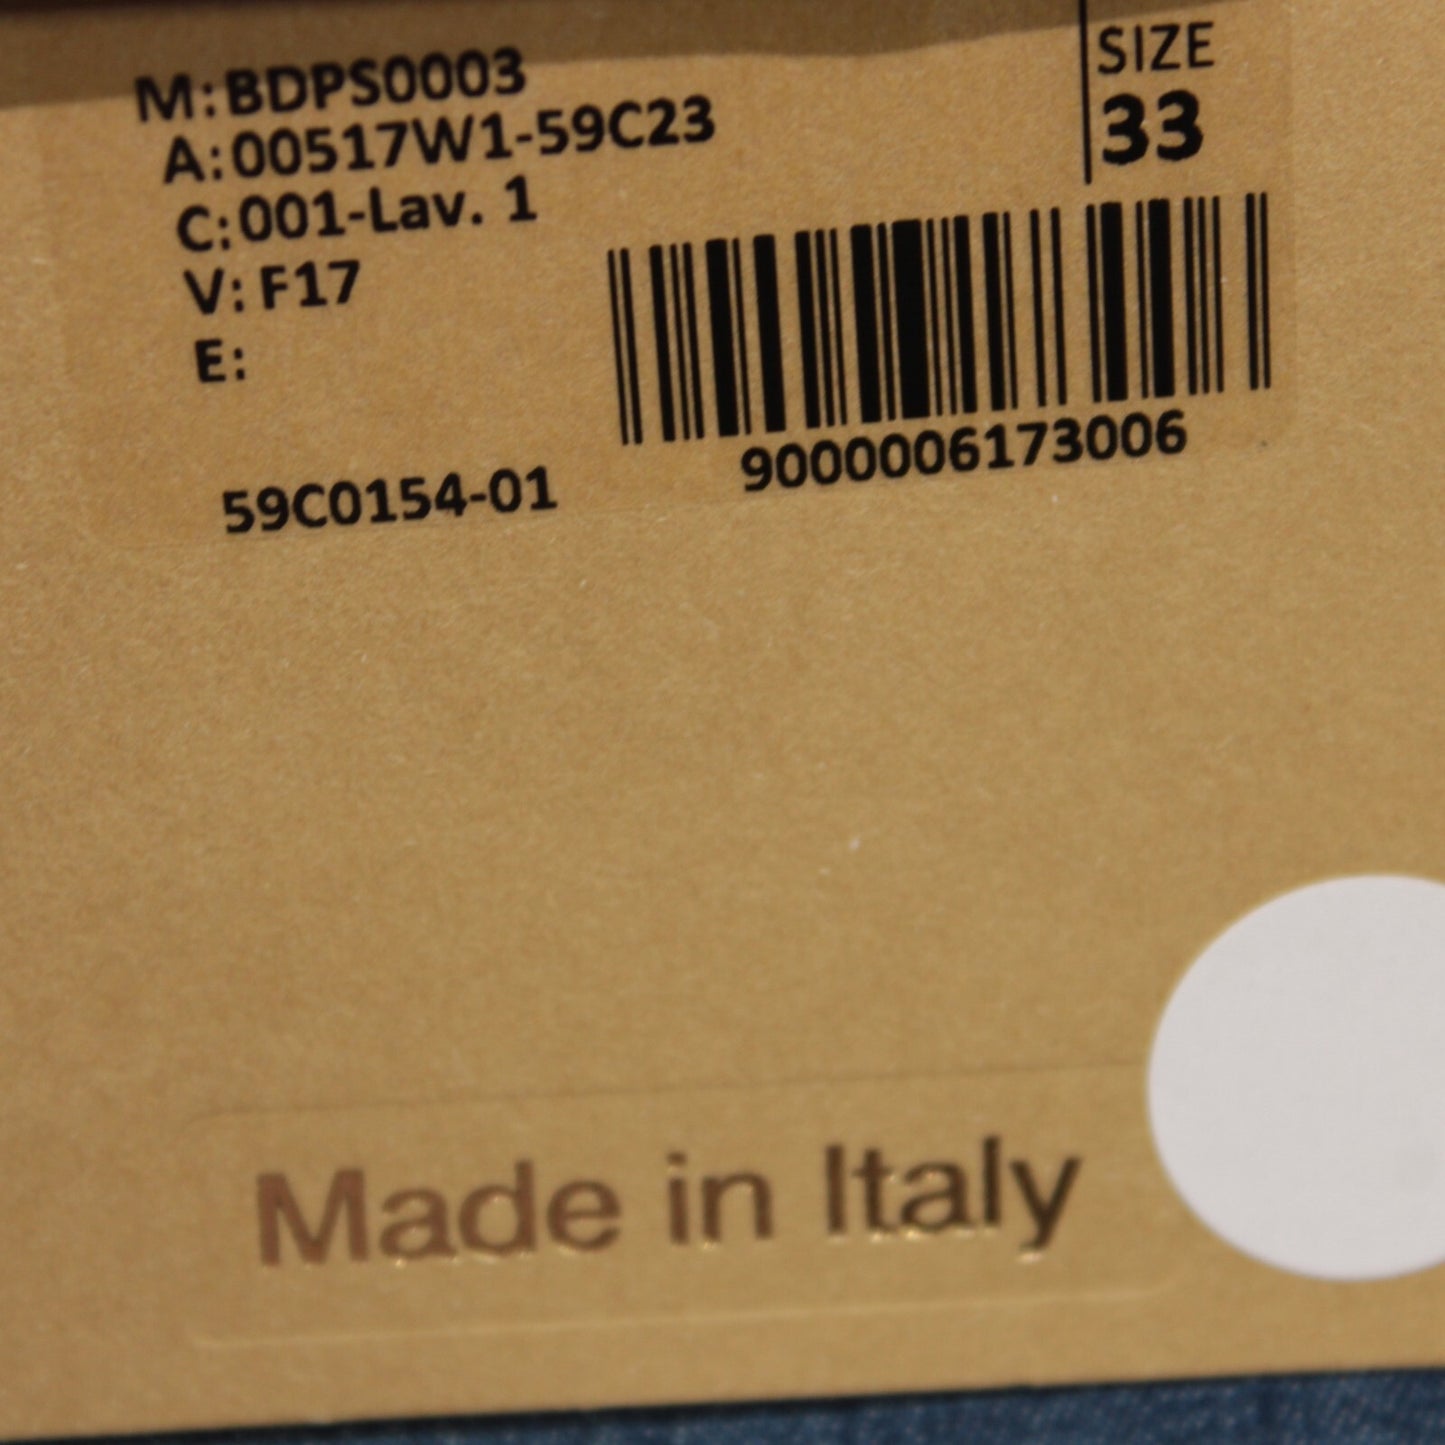 M:BDPS0003
A:00517W1-59C23
C:001-Lav. 1
V: F17
E:
SIZE
33
9000006173006
59C0154-01
Made in Italy